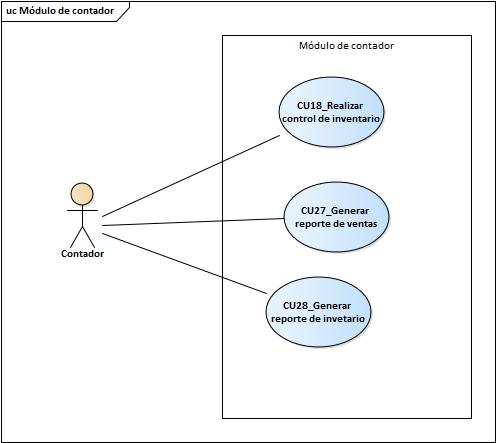 uc Módulo de contador
Módulo de contador
CU18_Realizar
control de inventario
CU27_Generar
reporte de ventas
Contador
CU28_Generar
reporte de invetario